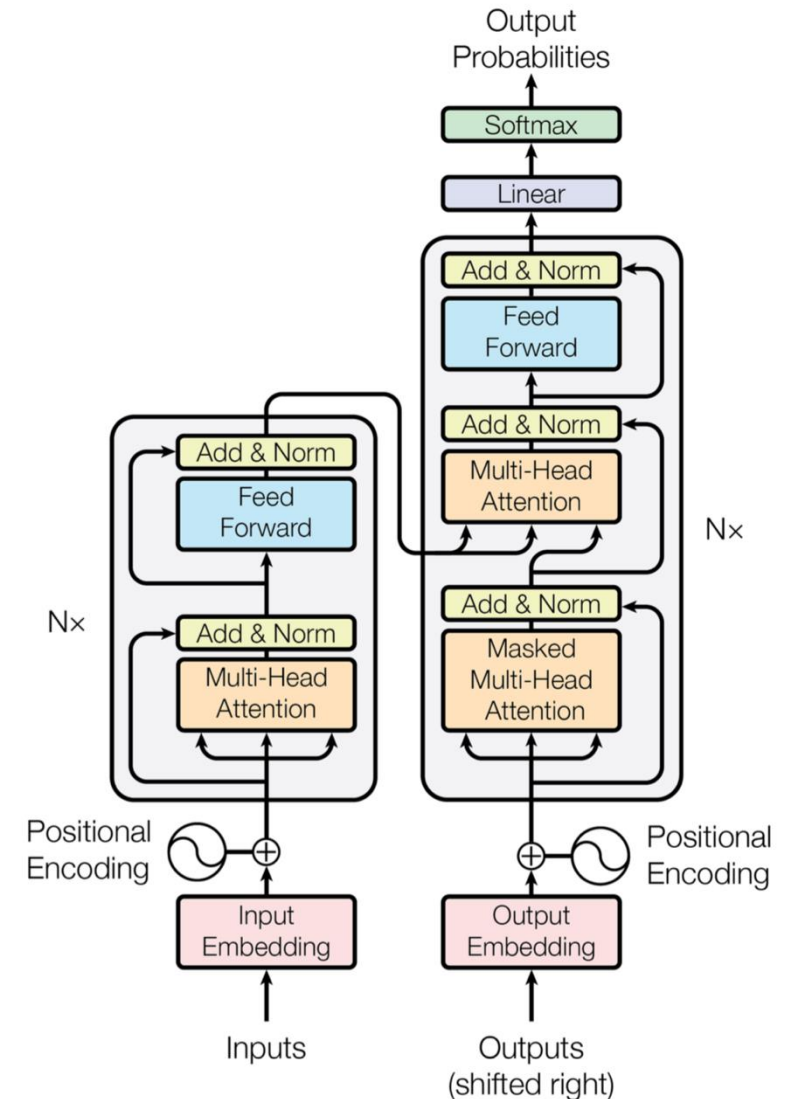 Output
Probabilities
Softmax
Linear
Add & Norm
Feed
Forward
Add & Norm
Multi-Head
Attention
Nx
Add & Norm
Masked
Multi-Head
Attention
Add & Norm
Feed
Forward
Nx
Add & Norm
Multi-Head
Attention
Positional
Encoding
Positional
Encoding
Input
Embedding
Output
Embedding
Inputs
Outputs
(shifted right)